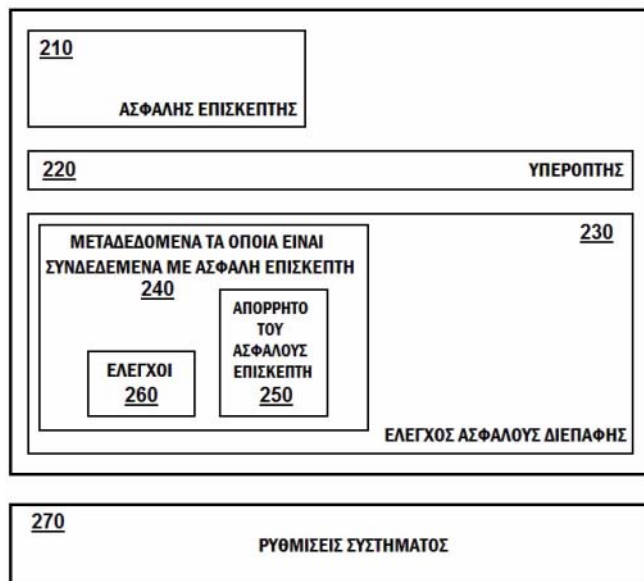 210
ΑΣΦΑΛΗΣ ΕΠΙΣΚΕΠΤΗΣ
220 ΥΠΕΡΟΠΤΗΣ
230
ΜΕΤΑΔΕΔΟΜΕΝΑ ΤΑ ΟΠΟΙΑ ΕΙΝΑΙ
ΣΥΝΔΕΔΕΜΕΝΑ ΜΕ ΑΣΦΑΛΗ ΕΠΙΣΚΕΠΤΗ
240
ΑΠΟΡΡΗΤΟ
ΤΟΥ
ΑΣΦΑΛΟΥΣ
ΕΠΙΣΚΕΠΤΗ
250
ΕΛΕΓΧΟΙ
260
ΕΛΕΓΧΟΣ ΑΣΦΑΛΟΥΣ ΔΙΕΠΑΦΗΣ
270
ΡΥΘΜΙΣΕΙΣ ΣΥΣΤΗΜΑΤΟΣ